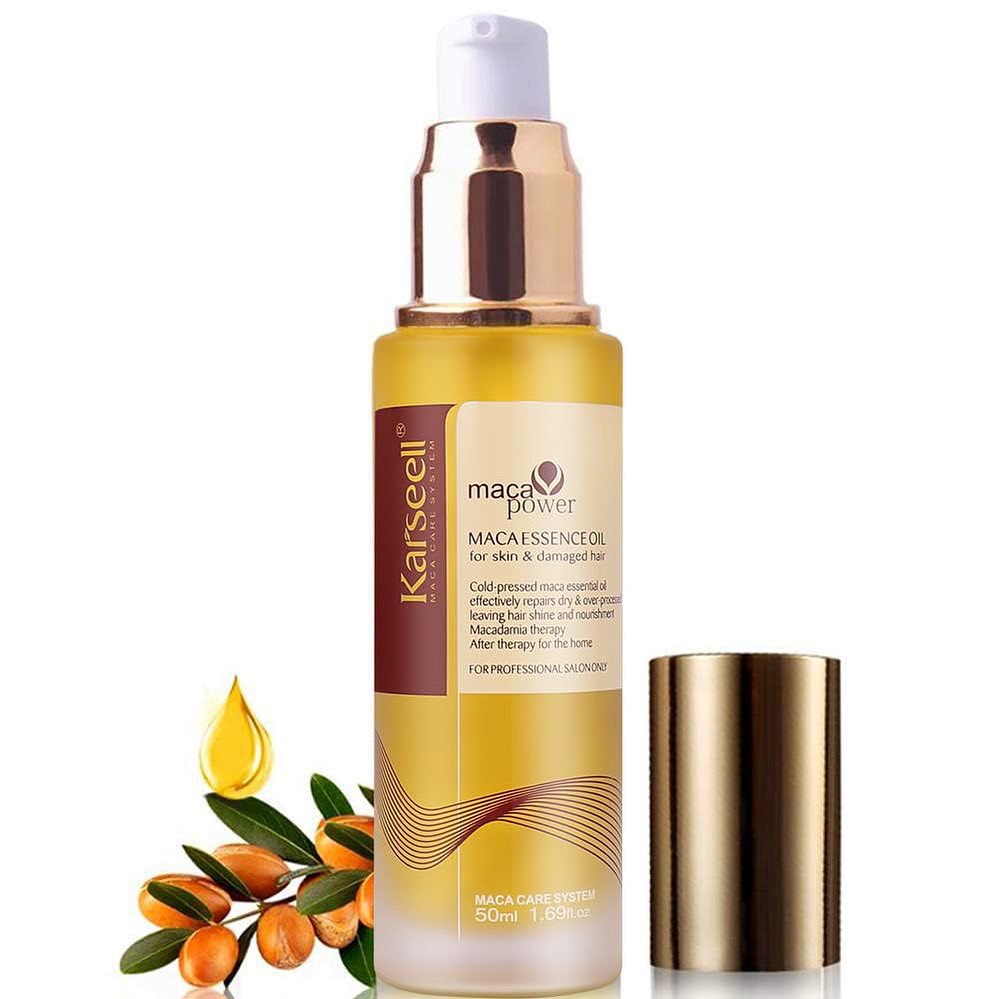 Karseell®
MACA CARE SYSTEM
maca
power
MACA ESSENCE OIL
for skin & damaged hair
Cold-pressed maca essential oil
effectively repairs dry & over-processed
leaving hair shine and nourishment
Macadamia therapy
After therapy for the home
FOR PROFESSIONAL SALON ONLY
MACA CARE SYSTEM
50ml 1.69fl.oz